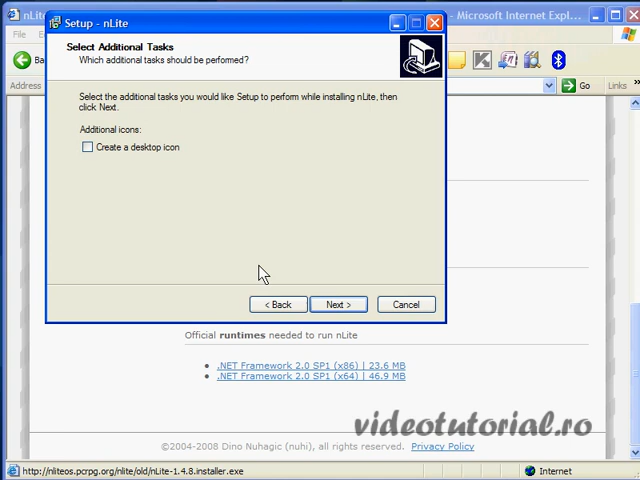 nLite
- Microsoft Internet Expl...
File
Setup - nLite
Select Additional Tasks
Which additional tasks should be performed?
Address
Go
Links
Select the additional tasks you would like Setup to perform while installing nLite, then
click Next.
Additional icons:
Create a desktop icon
< Back
Next >
Cancel
Official runtimes needed to run nLite
.NET Framework 2.0 SP1 (x86) | 23.6 MB
.NET Framework 2.0 SP1 (x64) | 46.9 MB
videotutorial.ro
©2004-2008 Dino Nuhagic (nuhi), all rights reserved. Privacy Policy
http://nliteos.pcrpg.org/nlite/old/nLite-1.4.8.installer.exe
Internet